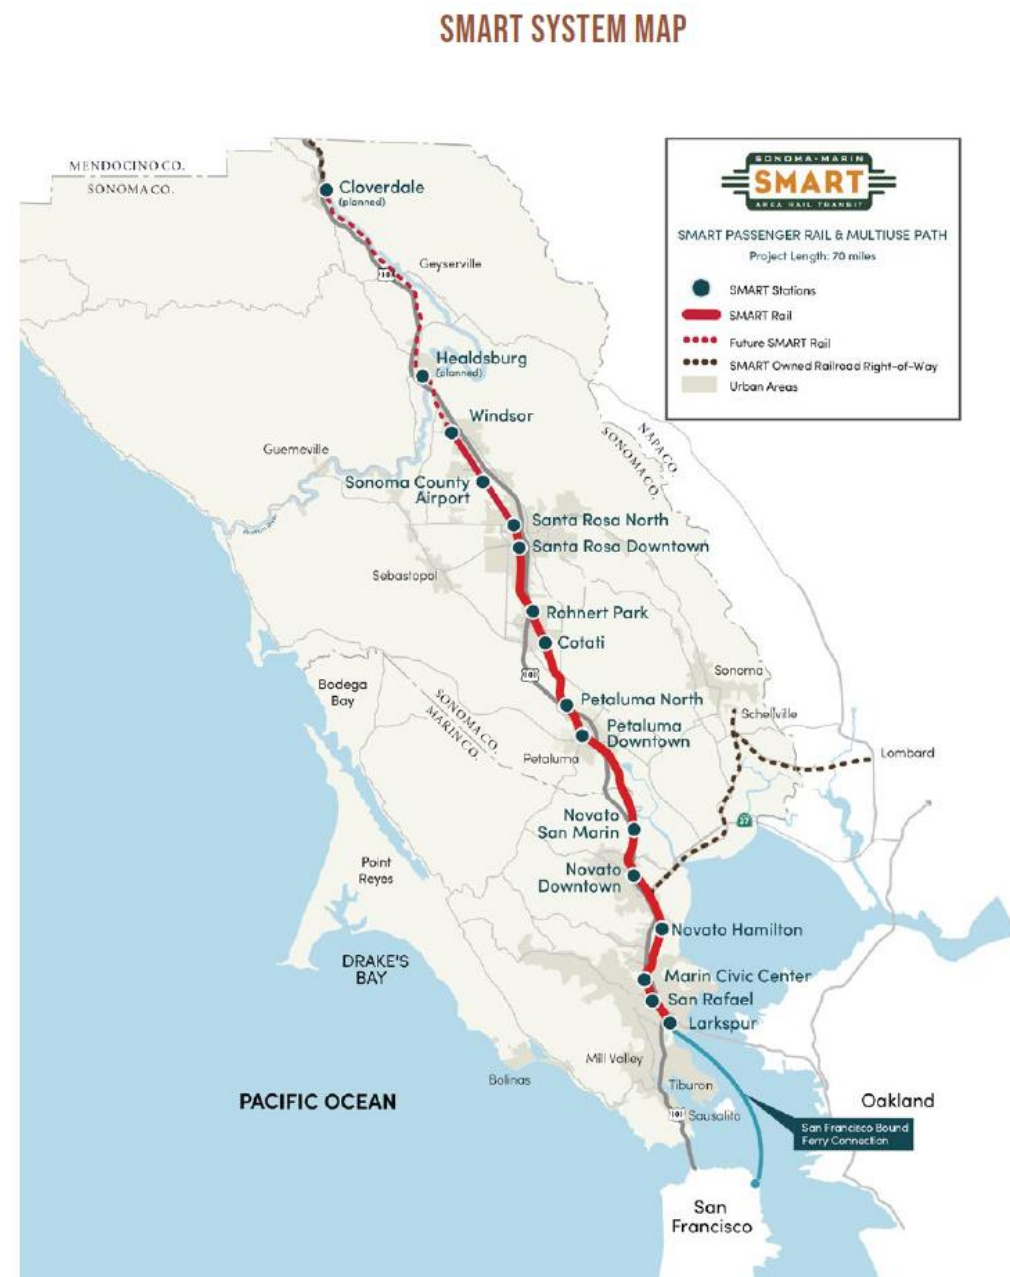 SMART SYSTEM MAP
MENDOCINO CO.
SONOMA CO.
Cloverdale
(planned)
SONOMA-MARIN
SMART
AREA RAIL TRANSIT
SMART PASSENGER RAIL & MULTIUSE PATH
Project Length: 70 miles
SMART Stations
SMART Rail
Future SMART Rail
SMART Owned Railroad Right-of-Way
Urban Areas
Geyserville
101
Healdsburg
(planned)
Windsor
NAPA CO.
SONOMA CO.
Guerneville
Sonoma County
Airport
Santa Rosa North
Santa Rosa Downtown
Sebastopol
Rohnert Park
Cotati
101
Sonoma
Bodega
Bay
SONOMA CO.
MARIN CO.
Petaluma North
Schellville
Petaluma
Downtown
Petaluma
Lombard
Novato
San Marin
37
Point
Reyes
Novato
Downtown
Novato Hamilton
DRAKE'S
BAY
Marin Civic Center
San Rafael
Larkspur
Mill Valley
Bolinas
Tiburon
PACIFIC OCEAN
Oakland
101
Sausalito
San Francisco Bound
Ferry Connection
San
Francisco